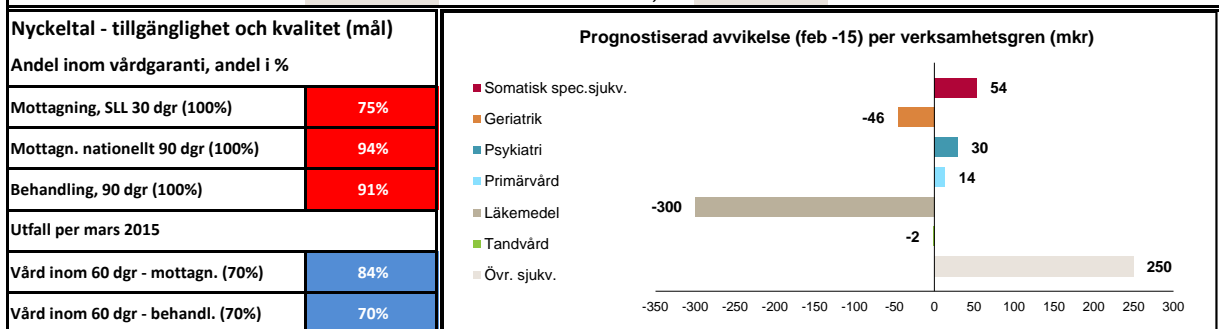 Nyckeltal - tillgänglighet och kvalitet (mål)
Andel inom vårdgaranti, andel i %
Mottagning, SLL 30 dgr (100%) 75%
Mottagn. nationellt 90 dgr (100%) 94%
Behandling, 90 dgr (100%) 91%
Utfall per mars 2015
Vård inom 60 dgr - mottagn. (70%) 84%
Vård inom 60 dgr - behandl. (70%) 70%
Prognostiserad avvikelse (feb -15) per verksamhetsgren (mkr)
Somatisk spec.sjukv. 54
Geriatrik -46
Psykiatri 30
Primärvård 14
Läkemedel -300
Tandvård -2
Övr. sjukv. 250
-350 -300 -250 -200 -150 -100 -50 0 50 100 150 200 250 300